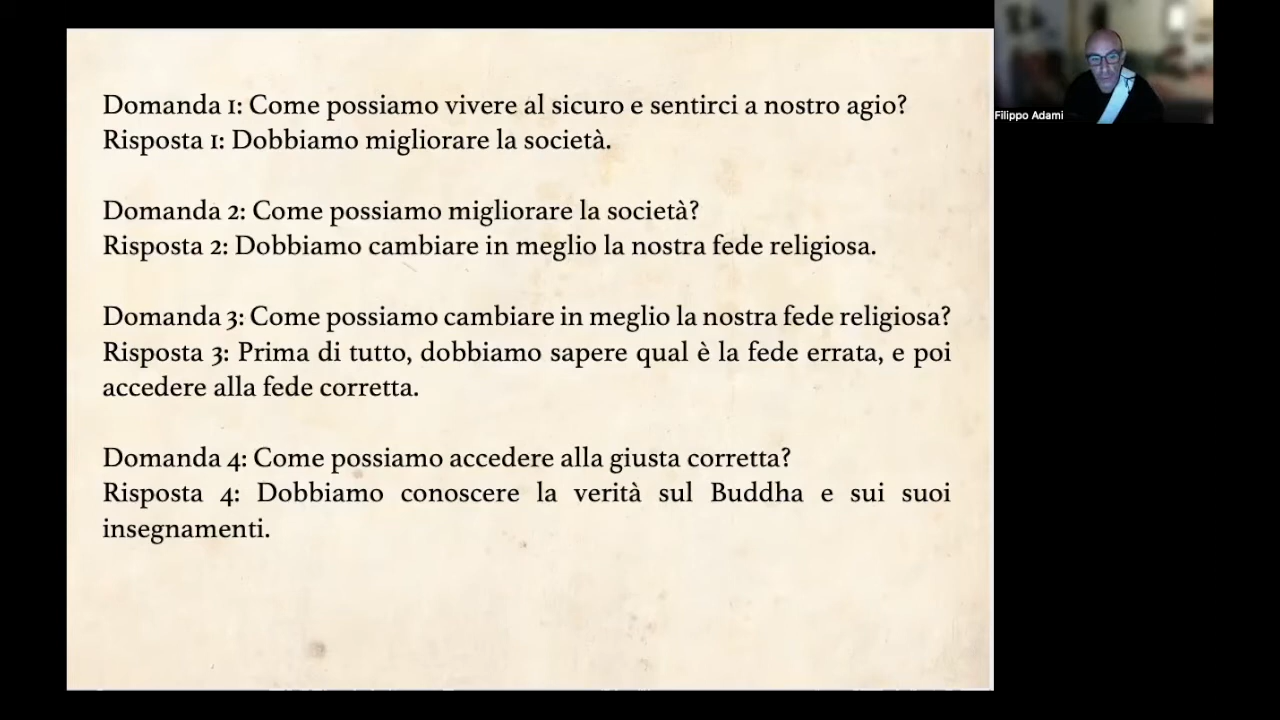 Domanda 1: Come possiamo vivere al sicuro e sentirci a nostro agio?
Risposta 1: Dobbiamo migliorare la società.
Domanda 2: Come possiamo migliorare la società?
Risposta 2: Dobbiamo cambiare in meglio la nostra fede religiosa.
Domanda 3: Come possiamo cambiare in meglio la nostra fede religiosa?
Risposta 3: Prima di tutto, dobbiamo sapere qual è la fede errata, e poi
accedere alla fede corretta.
Domanda 4: Come possiamo accedere alla giusta corretta?
Risposta 4: Dobbiamo conoscere la verità sul Buddha e sui suoi
insegnamenti.
Filippo Adami